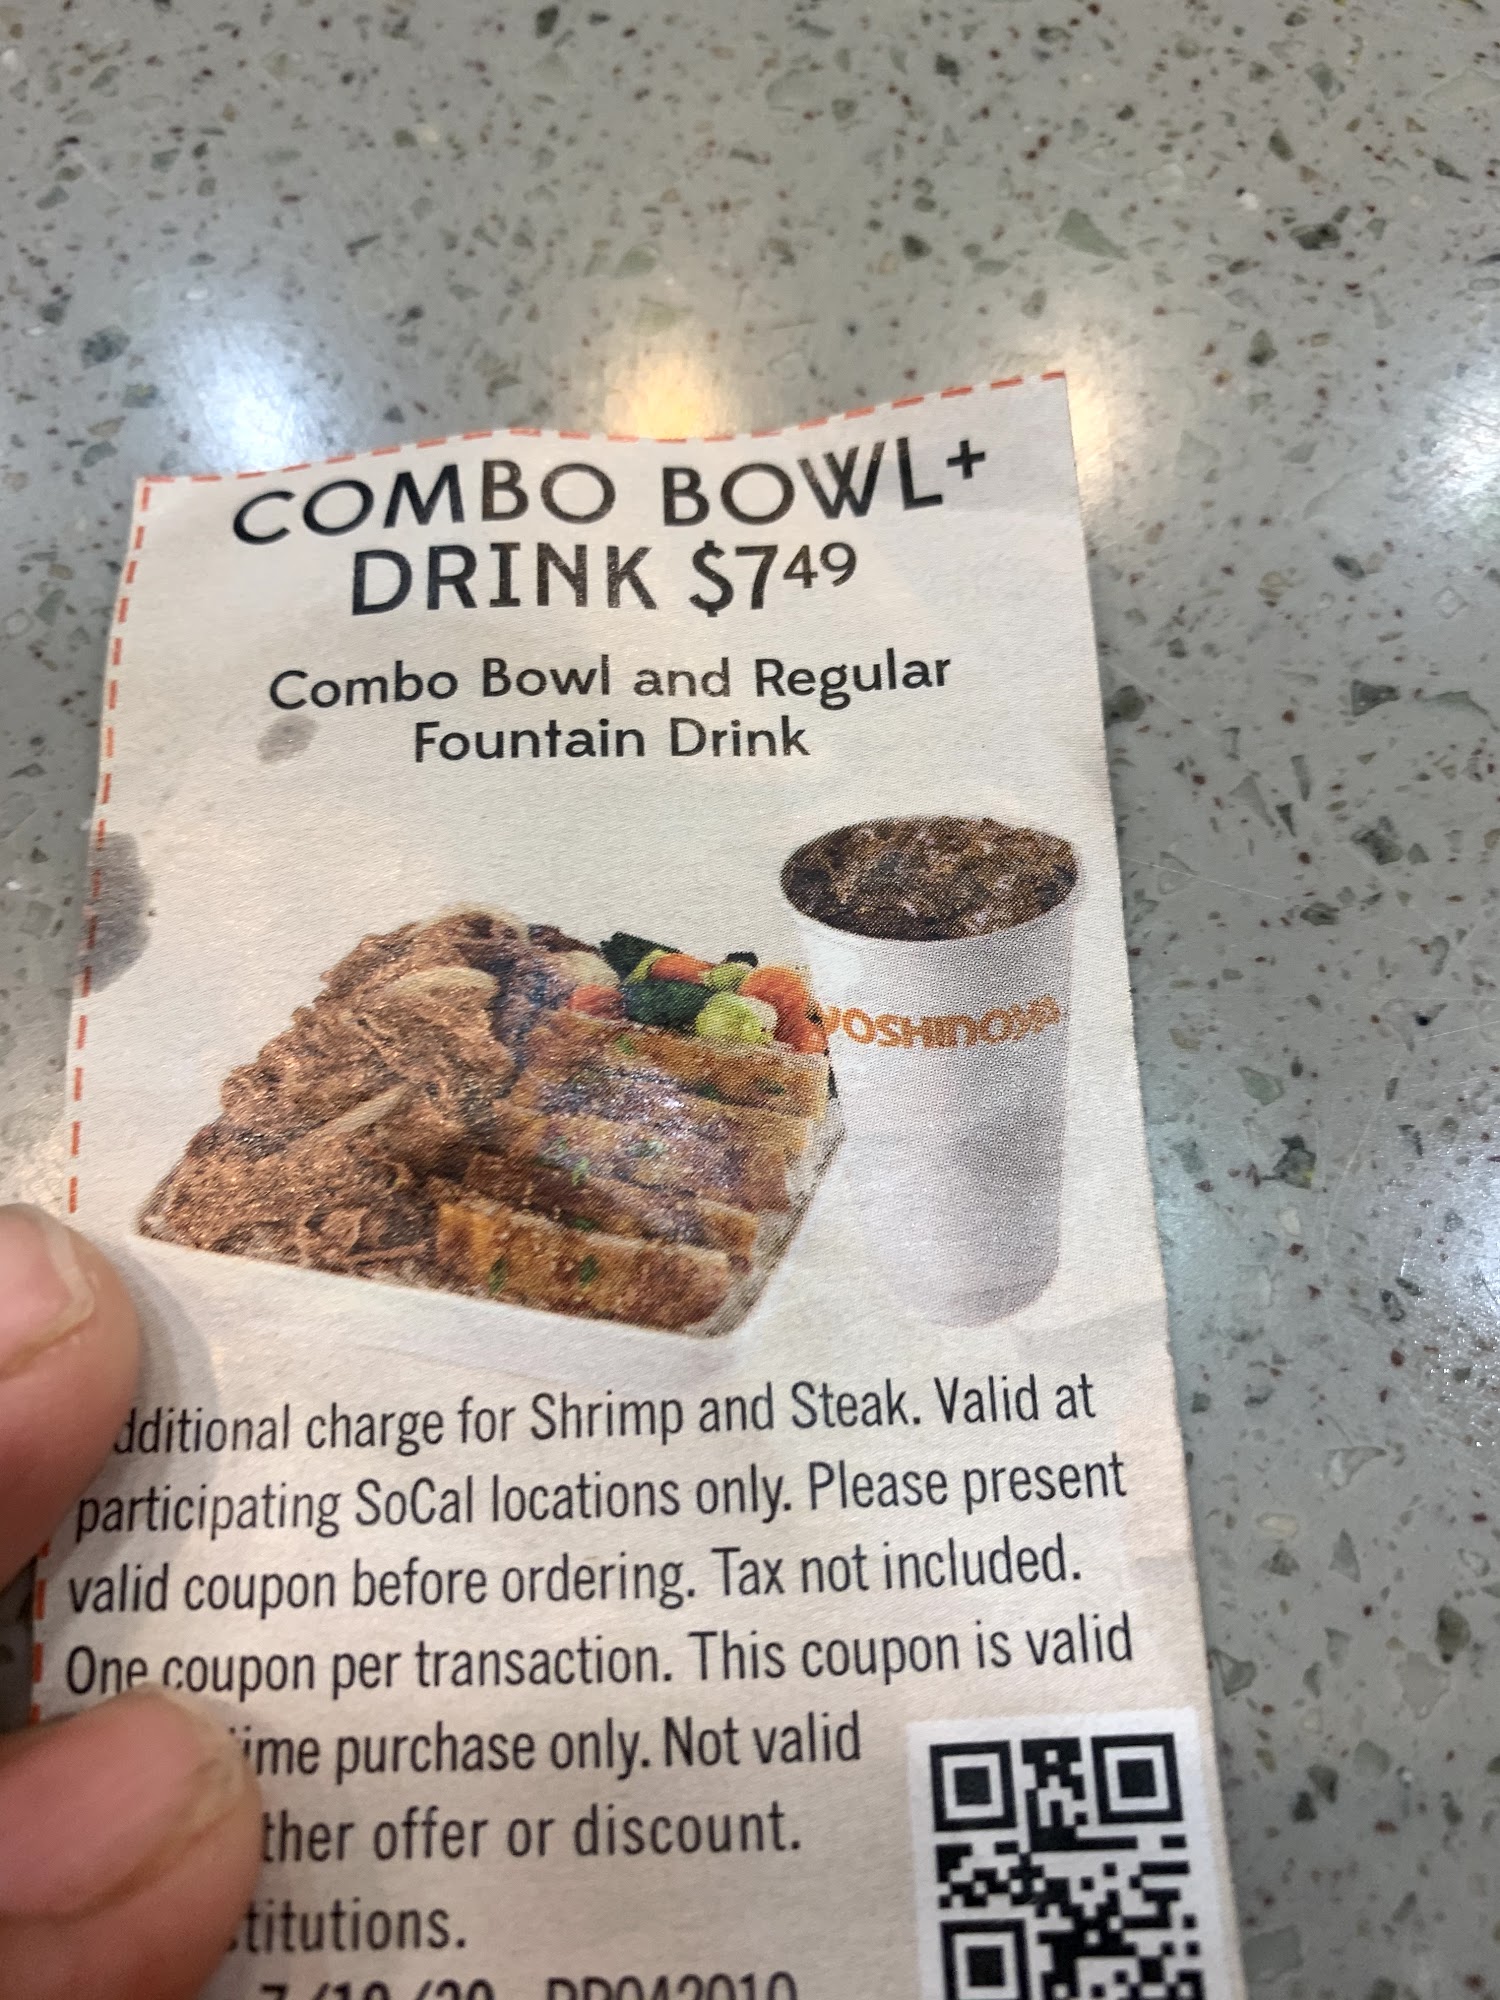 COMBO BOWL+
DRINK $7⁴⁹
Combo Bowl and Regular
Fountain Drink
YOSHINOYA
dditional charge for Shrimp and Steak. Valid at
participating SoCal locations only. Please present
valid coupon before ordering. Tax not included.
One coupon per transaction. This coupon is valid
ime purchase only. Not valid
ther offer or discount.
titutions.